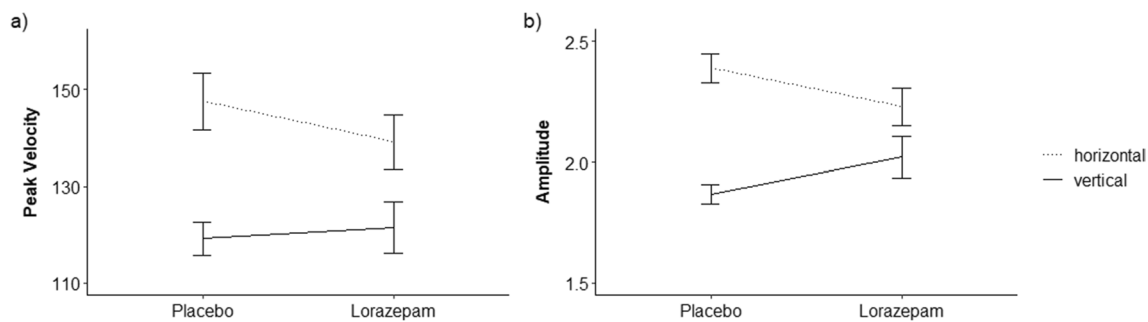 a)
Peak Velocity
150
130
110
Placebo
Lorazepam
b)
Amplitude
2.5
2.0
1.5
Placebo
Lorazepam
horizontal
vertical